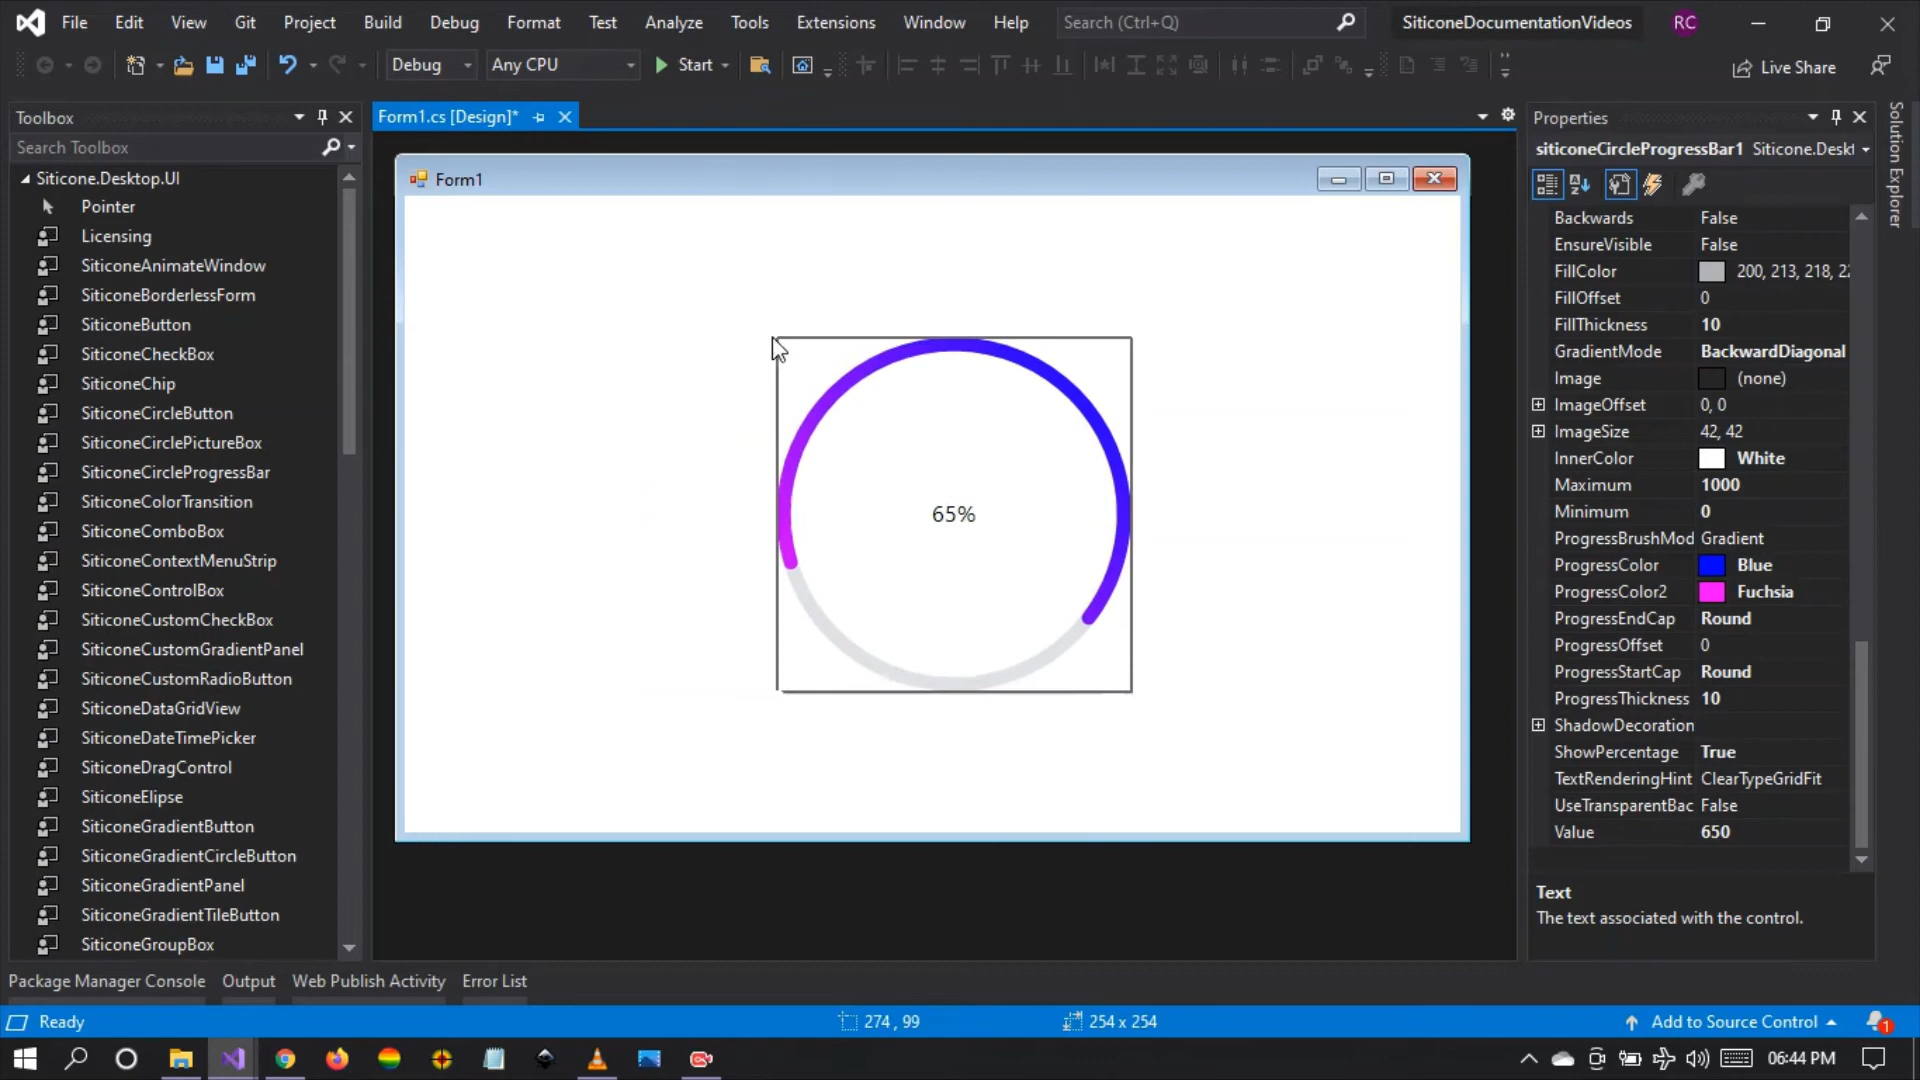 File Edit View Git Project Build Debug Format Test Analyze Tools Extensions Window Help Search (Ctrl+Q) SiticoneDocumentationVideos RC
Debug Any CPU Start Live Share
Toolbox
Search Toolbox
Siticone.Desktop.UI
Pointer
Licensing
SiticoneAnimateWindow
SiticoneBorderlessForm
SiticoneButton
SiticoneCheckBox
SiticoneChip
SiticoneCircleButton
SiticoneCirclePictureBox
SiticoneCircleProgressBar
SiticoneColorTransition
SiticoneComboBox
SiticoneContextMenuStrip
SiticoneControlBox
SiticoneCustomCheckBox
SiticoneCustomGradientPanel
SiticoneCustomRadioButton
SiticoneDataGridView
SiticoneDateTimePicker
SiticoneDragControl
SiticoneElipse
SiticoneGradientButton
SiticoneGradientCircleButton
SiticoneGradientPanel
SiticoneGradientTileButton
SiticoneGroupBox
Form1.cs [Design]*
Form1
65%
Properties
siticoneCircleProgressBar1 Siticone.Deskt
Backwards False
EnsureVisible False
FillColor 200, 213, 218, 22
FillOffset 0
FillThickness 10
GradientMode BackwardDiagonal
Image (none)
ImageOffset 0, 0
ImageSize 42, 42
InnerColor White
Maximum 1000
Minimum 0
ProgressBrushMod Gradient
ProgressColor Blue
ProgressColor2 Fuchsia
ProgressEndCap Round
ProgressOffset 0
ProgressStartCap Round
ProgressThickness 10
ShadowDecoration
ShowPercentage True
TextRenderingHint ClearTypeGridFit
UseTransparentBac False
Value 650
Text
The text associated with the control.
Solution Explorer
Package Manager Console Output Web Publish Activity Error List
Ready 274 , 99 254 x 254 Add to Source Control 1
06:44 PM